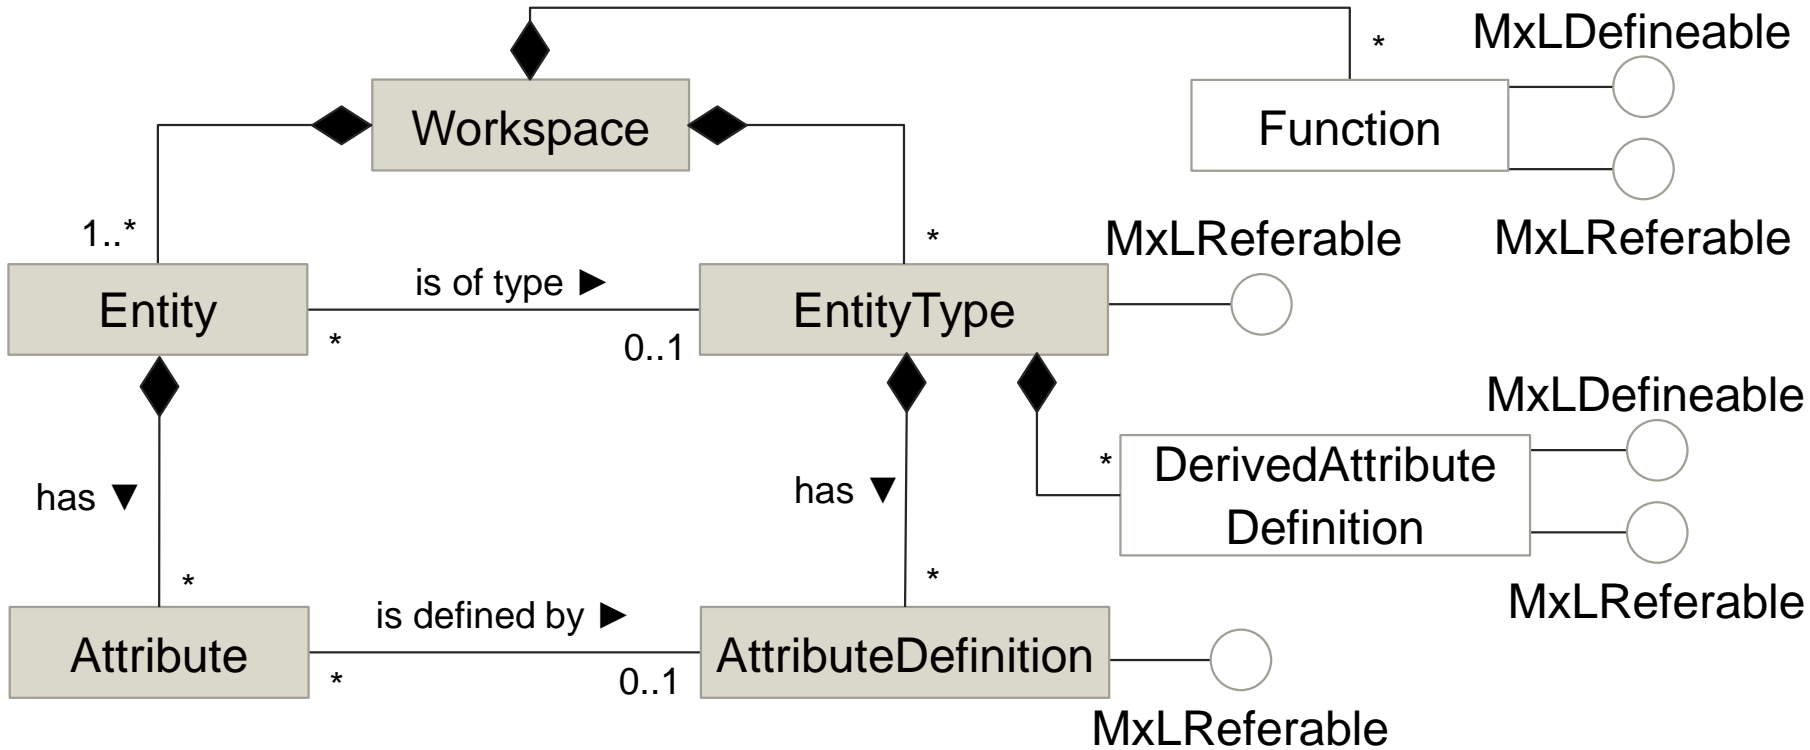 MxLDefineable
*
Workspace
Function
1..*
*
MxLReferable
MxLReferable
is of type ►
Entity
EntityType
*
0..1
MxLDefineable
*
DerivedAttribute
Definition
has ▼
has ▼
*
*
MxLReferable
is defined by ►
Attribute
AttributeDefinition
*
0..1
MxLReferable